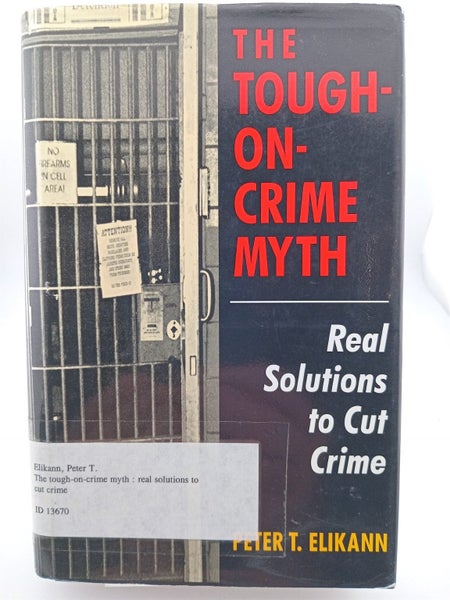 Detention
THE
TOUGH-
ON-
CRIME
MYTH
NO
FIREARMS
IN CELL
AREA!
ATTENTION!!
Real
Solutions
to Cut
Crime
Elikann, Peter T.
The tough-on-crime myth : real solutions to
cut crime
ID 13670
PETER T. ELIKANN